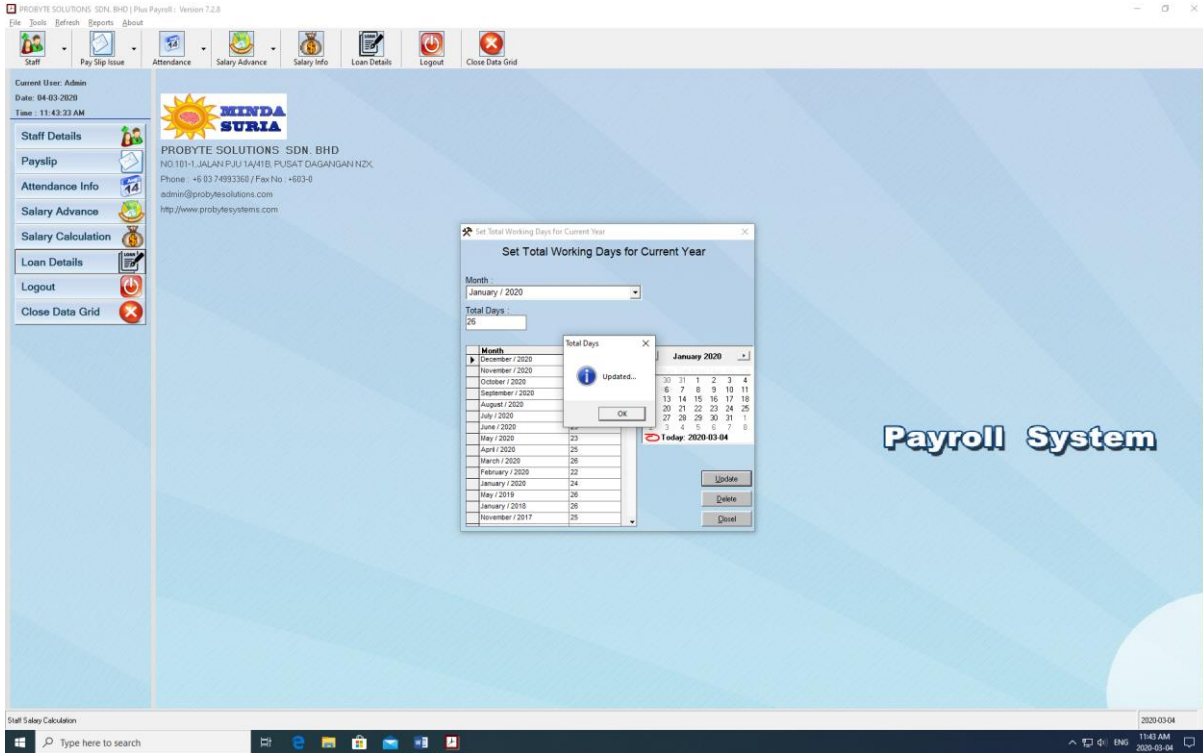 PROBYTE SOLUTIONS SDN. BHD | Plus Payroll : Version 7.2.8
File Tools Refresh Reports About
Staff Pay Slip Issue Attendance Salary Advance Salary Info Loan Details Logout Close Data Grid
Current User: Admin
Date: 04-03-2020
Time : 11:43:33 AM
Staff Details
Payslip
Attendance Info
Salary Advance
Salary Calculation
Loan Details
Logout
Close Data Grid
MINDA
SURIA
PROBYTE SOLUTIONS SDN. BHD
NO.101-1,JALAN PJU 1A/41B, PUSAT DAGANGAN NZX,
Phone : +6 03 74993360 / Fax No : +603-0
admin@probytesolutions.com
http://www.probytesystems.com
Set Total Working Days for Current Year
Set Total Working Days for Current Year
Month :
January / 2020
Total Days :
26
Month
December / 2020
November / 2020
October / 2020
September / 2020
August / 2020
July / 2020
June / 2020
May / 2020 23
April / 2020 25
March / 2020 26
February / 2020 22
January / 2020 24
May / 2019 26
January / 2018 26
November / 2017 25
Total Days
Updated...
OK
January 2020
30 31 1 2 3 4
6 7 8 9 10 11
13 14 15 16 17 18
20 21 22 23 24 25
27 28 29 30 31 1
3 4 5 6 7 8
Today: 2020-03-04
Update
Delete
Close!
Payroll System
Staff Salary Calculation
2020-03-04
Type here to search
ENG
11:43 AM
2020-03-04